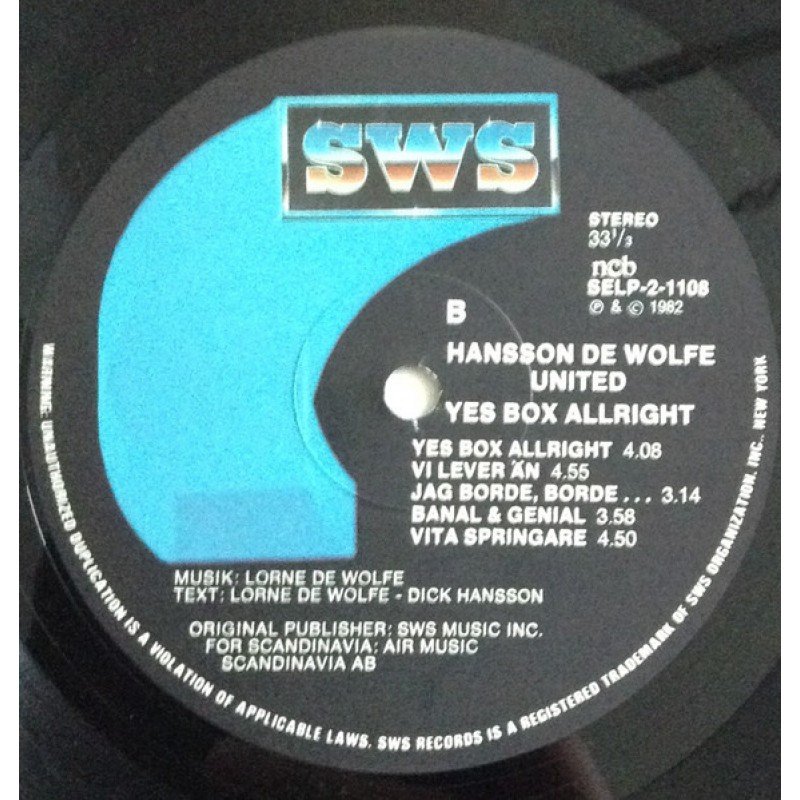 SWS
STEREO
33 1/3
ncb
SELP-2-1108
℗ & © 1982
B
HANSSON DE WOLFE
UNITED
YES BOX ALLRIGHT
YES BOX ALLRIGHT 4.08
VI LEVER ÄN 4.55
JAG BORDE, BORDE... 3.14
BANAL & GENIAL 3.58
VITA SPRINGARE 4.50
MUSIK: LORNE DE WOLFE
TEXT: LORNE DE WOLFE - DICK HANSSON
ORIGINAL PUBLISHER: SWS MUSIC INC.
FOR SCANDINAVIA: AIR MUSIC
SCANDINAVIA AB
WARNING: UNAUTHORIZED DUPLICATION IS A VIOLATION OF APPLICABLE LAWS. SWS RECORDS IS A REGISTERED TRADEMARK OF SWS ORGANIZATION, INC., NEW YORK